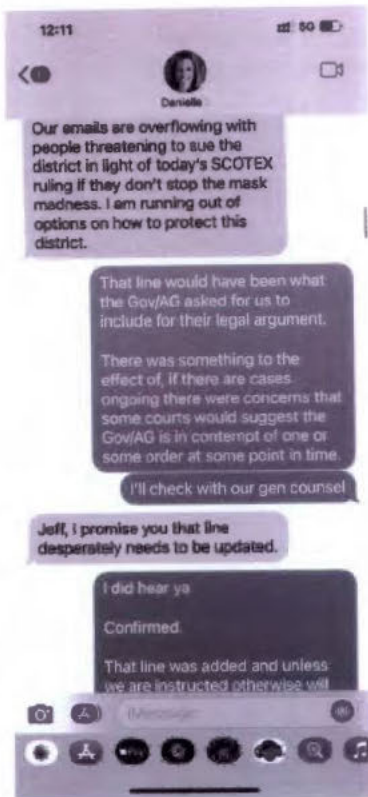 12:11
5G
Danielle
Our emails are overflowing with
people threatening to sue the
district in light of today's SCOTEX
ruling if they don't stop the mask
madness. I am running out of
options on how to protect this
district.
That line would have been what
the Gov/AG asked for us to
include for their legal argument.
There was something to the
effect of, if there are cases
ongoing there were concerns that
some courts would suggest the
Gov/AG is in contempt of one or
some order at some point in time.
I'll check with our gen counsel
Jeff, I promise you that line
desperately needs to be updated.
I did hear ya
Confirmed.
That line was added and unless
we are instructed otherwise will
iMessage